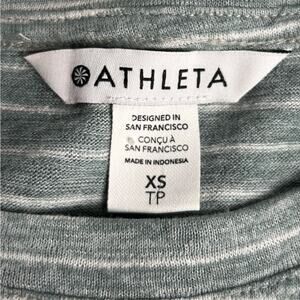 ATHLETA
DESIGNED IN
SAN FRANCISCO
CONÇU À
SAN FRANCISCO
MADE IN INDONESIA
XS
TP